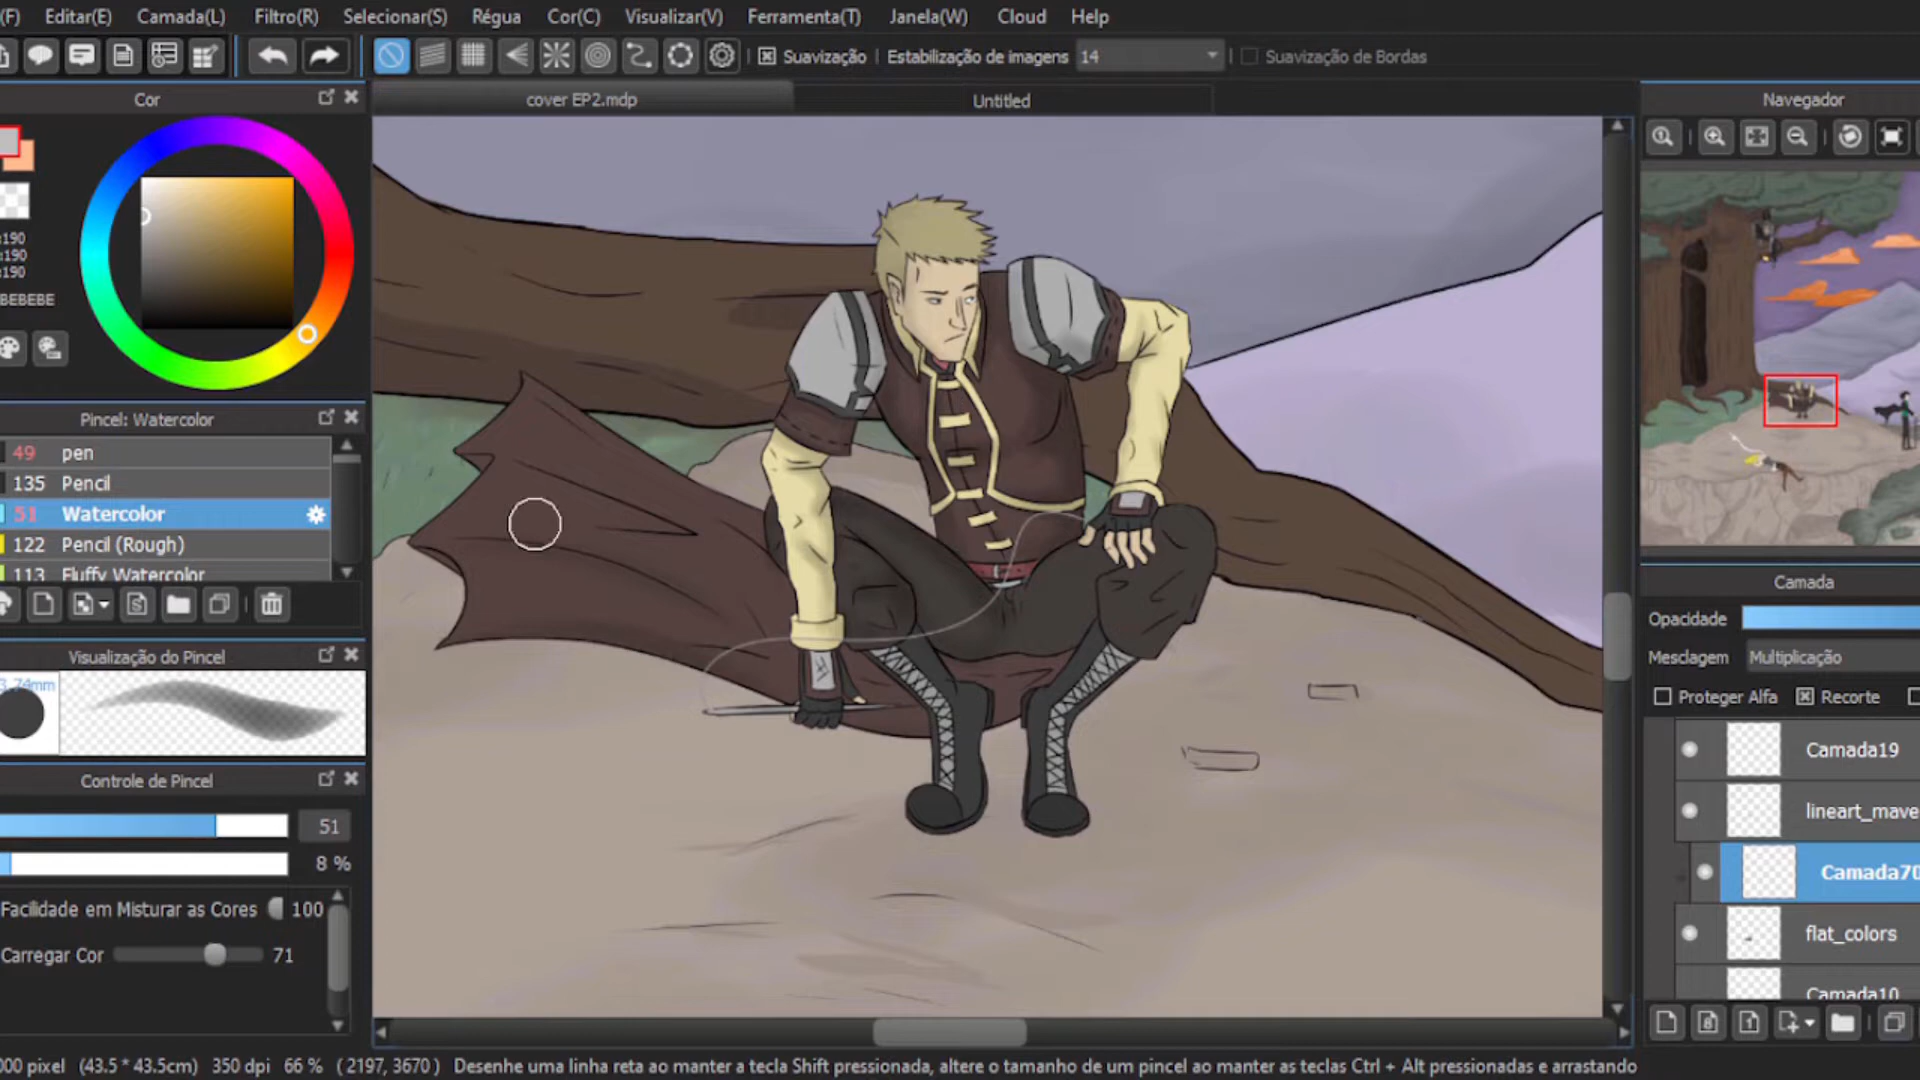 (F) Editar(E) Camada(L) Filtro(R) Selecionar(S) Régua Cor(C) Visualizar(V) Ferramenta(T) Janela(W) Cloud Help
Suavização Estabilização de imagens 14 Suavização de Bordas
Cor
cover EP2.mdp
Untitled
Navegador
:190
:190
:190
BEBEBE
Pincel: Watercolor
49 pen
135 Pencil
51 Watercolor
122 Pencil (Rough)
113 Fluffy Watercolor
Visualização do Pincel
3.74mm
Controle de Pincel
51
8 %
Facilidade em Misturar as Cores 100
Carregar Cor 71
Camada
Opacidade
Mesclagem Multiplicação
Proteger Alfa Recorte
Camada19
lineart_mave
Camada70
flat_colors
Camada10
000 pixel (43.5 * 43.5cm) 350 dpi 66 % ( 2197, 3670 ) Desenhe uma linha reta ao manter a tecla Shift pressionada, altere o tamanho de um pincel ao manter as teclas Ctrl + Alt pressionadas e arrastando